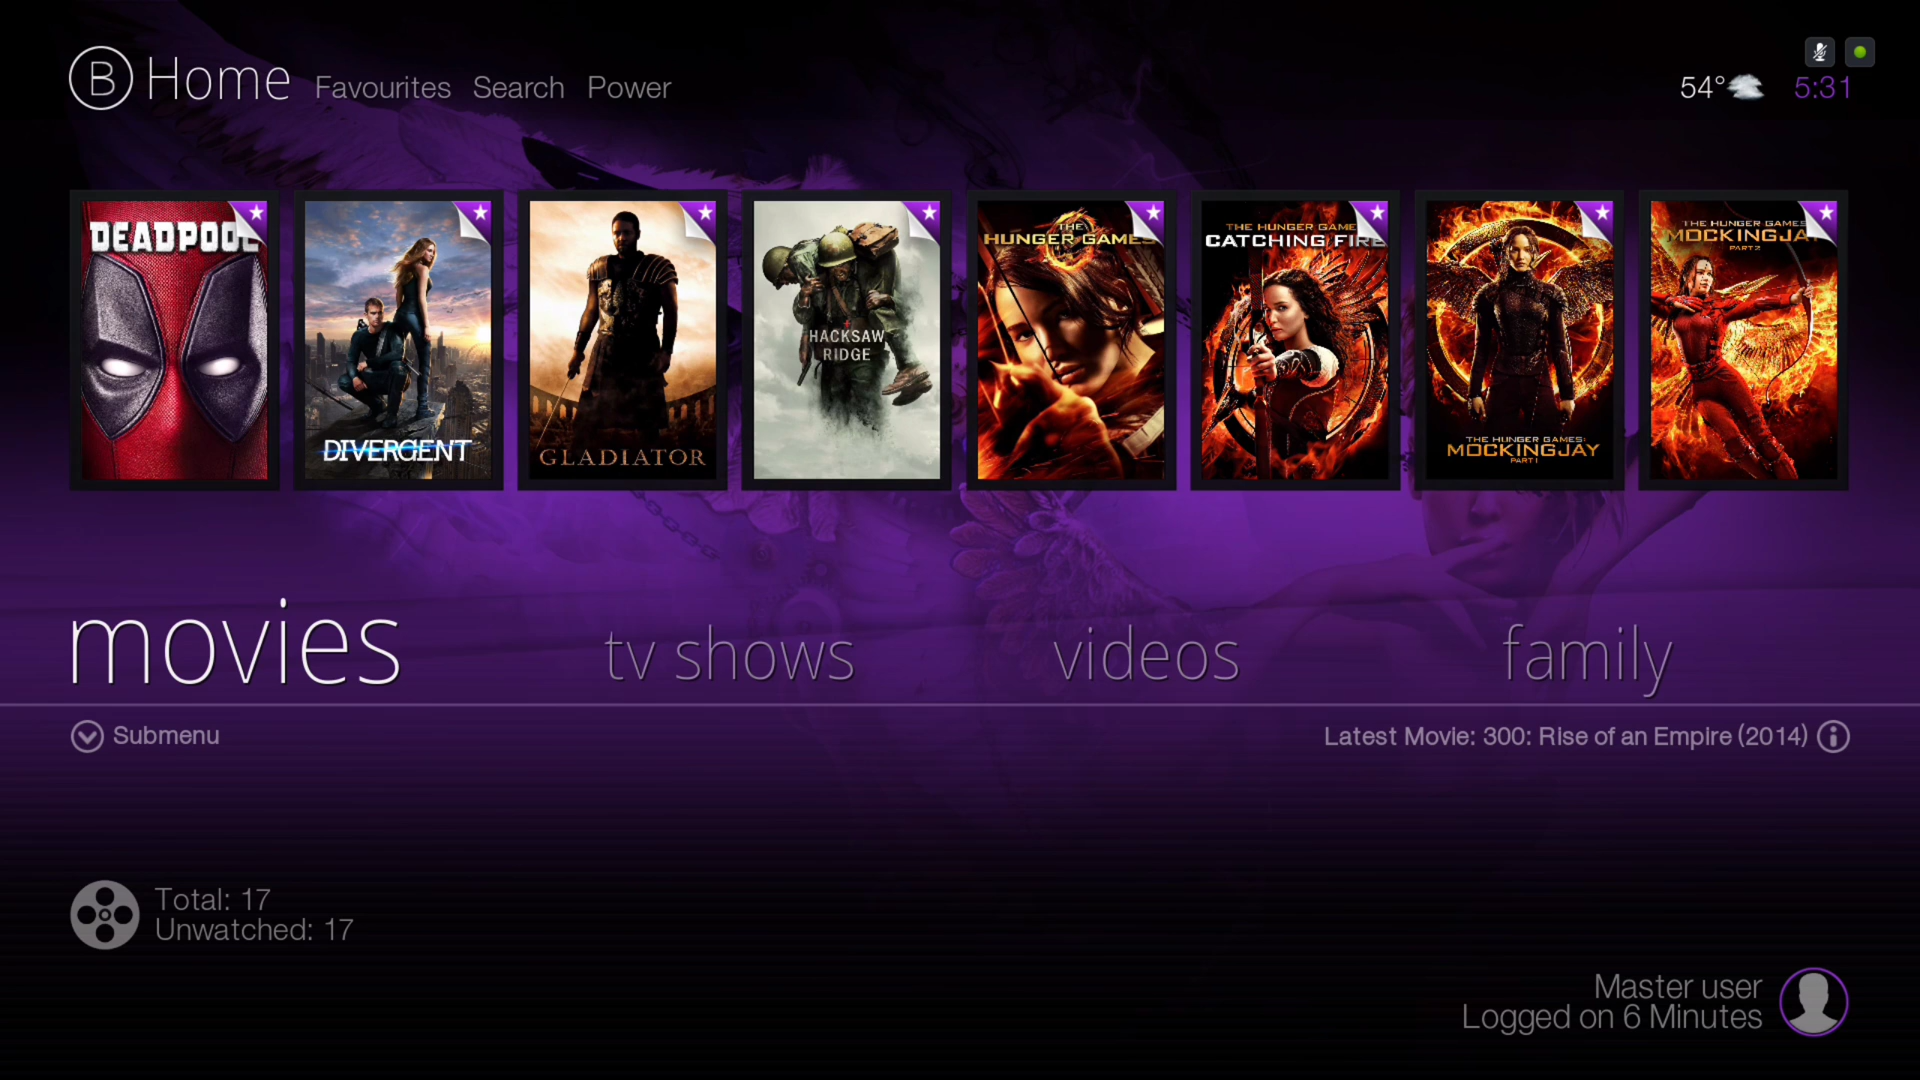 B Home Favourites Search Power
54° 5:31
DEADPOOL
DIVERGENT
GLADIATOR
HACKSAW
RIDGE
THE
HUNGER GAMES
THE HUNGER GAME
CATCHING FIRE
THE HUNGER GAMES:
MOCKINGJAY
PART 1
THE HUNGER GAMES
MOCKINGJA
PART 2
movies tv shows videos family
Submenu
Latest Movie: 300: Rise of an Empire (2014)
Total: 17
Unwatched: 17
Master user
Logged on 6 Minutes